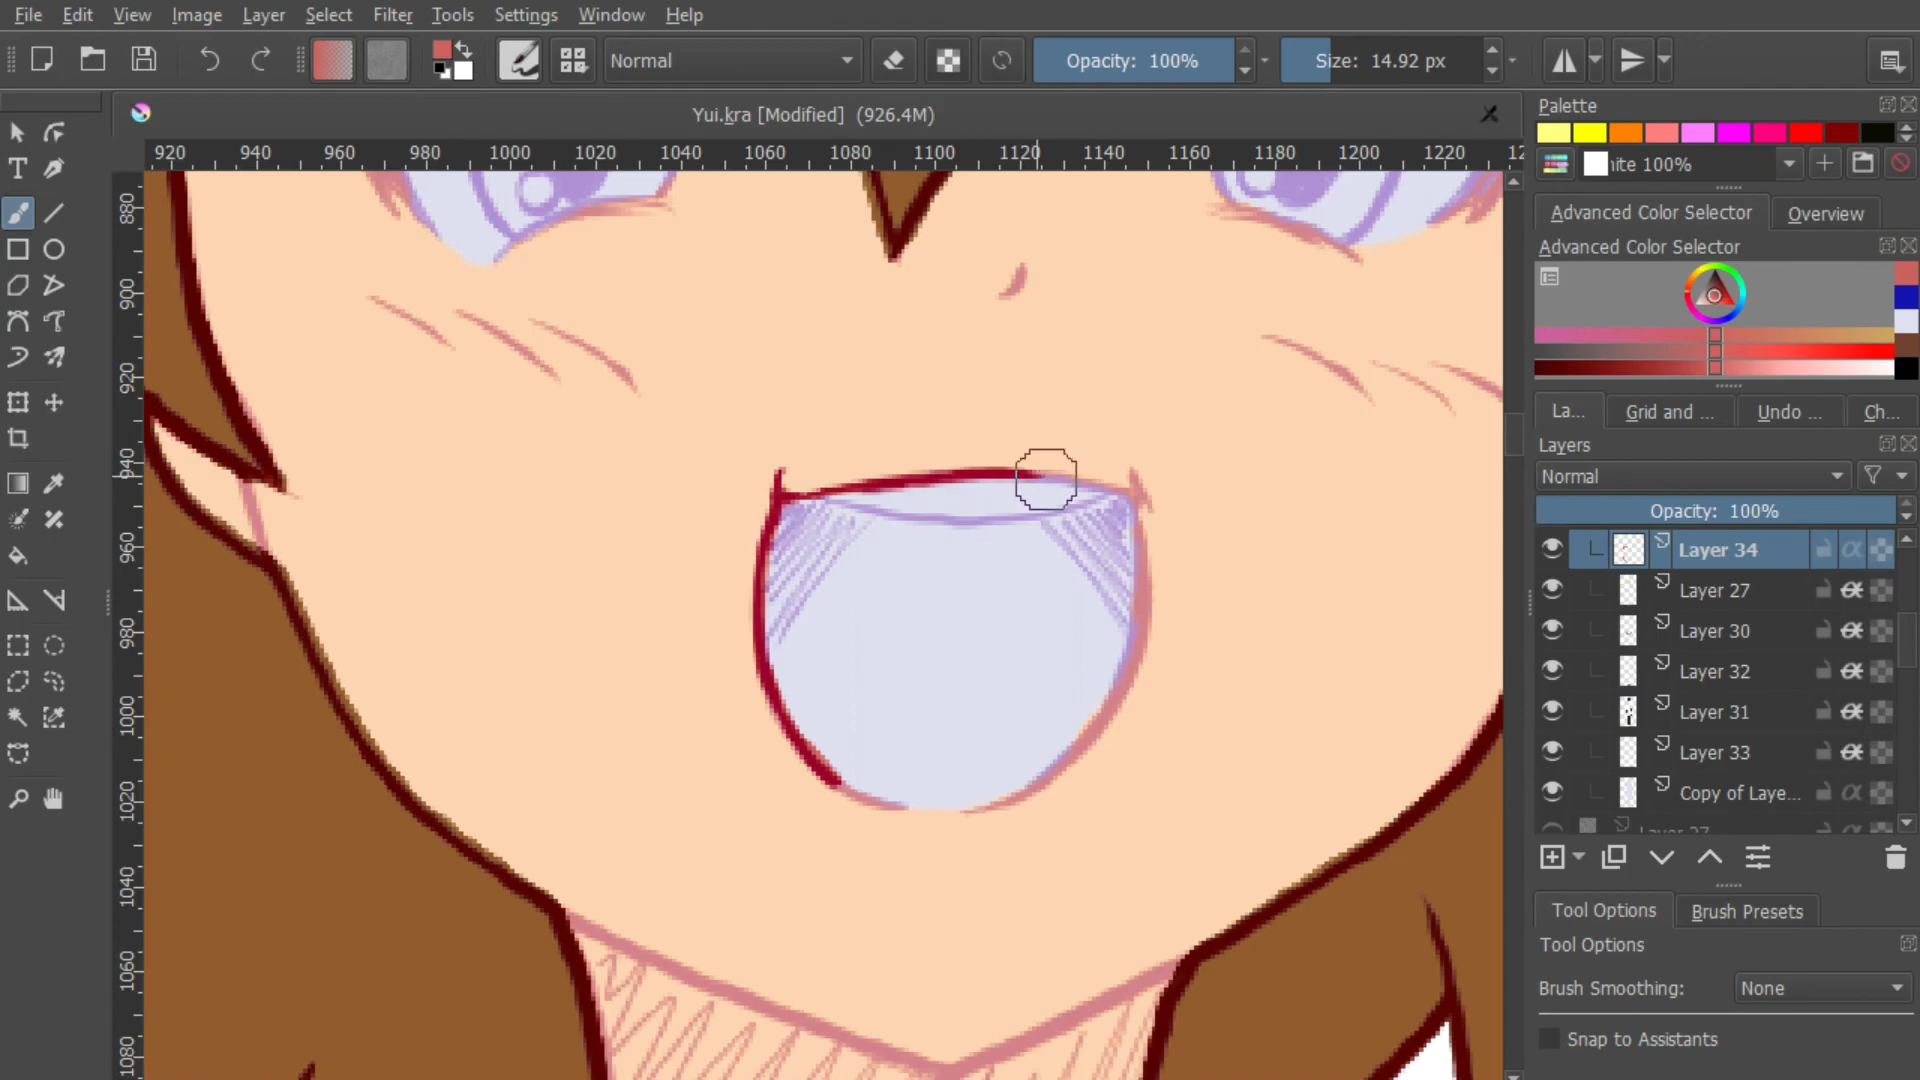 File Edit View Image Layer Select Filter Tools Settings Window Help
Normal Opacity: 100% Size: 14.92 px
Yui.kra [Modified] (926.4M)
920 940 960 980 1000 1020 1040 1060 1080 1100 1120 1140 1160 1180 1200 1220 12
880
900
920
940
960
980
1000
1020
1040
1060
1080
Palette
ite 100%
Advanced Color Selector Overview
Advanced Color Selector
La... Grid and ... Undo ... Ch...
Layers
Normal
Opacity: 100%
Layer 34
Layer 27
Layer 30
Layer 32
Layer 31
Layer 33
Copy of Laye...
Tool Options Brush Presets
Tool Options
Brush Smoothing: None
Snap to Assistants